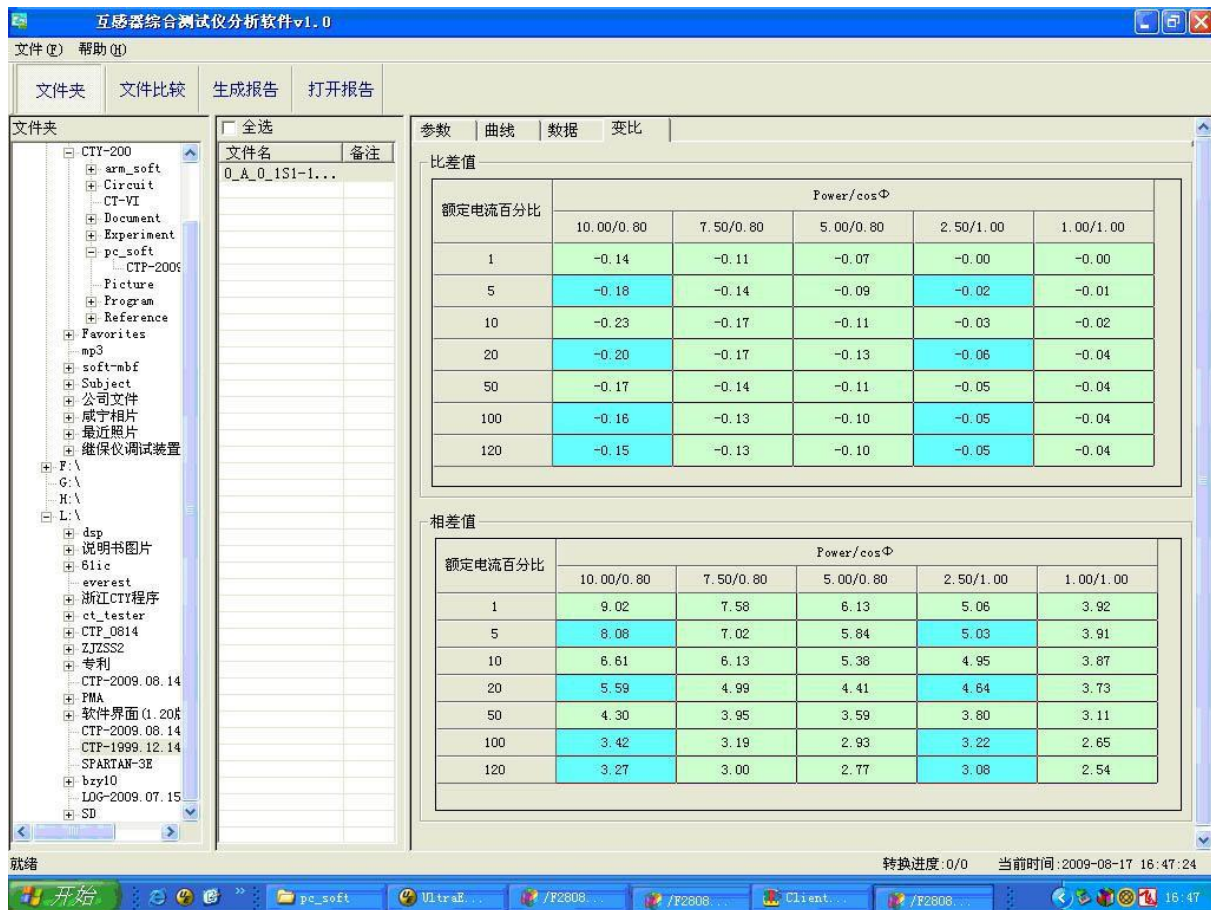 互感器综合测试仪分析软件v1.0
文件(F) 帮助(H)
文件夹 文件比较 生成报告 打开报告
文件夹
CTY-200
arm_soft
Circuit
CT-VI
Document
Experiment
pc_soft
CTP-2009
Picture
Program
Reference
Favorites
mp3
soft-mbf
Subject
公司文件
咸宁相片
最近照片
继保仪调试装置
F:\
G:\
H:\
L:\
dsp
说明书图片
61ic
everest
浙江CTY程序
ct_tester
CTP_0814
ZJZSS2
专利
CTP-2009.08.14
PMA
软件界面(1.20
CTP-2009.08.14
CTP-1999.12.14
SPARTAN-3E
bzy10
LOG-2009.07.15
SD
全选
文件名 备注
0_A_0_1S1-1...
参数 曲线 数据 变比
比差值
额定电流百分比 Power/cosΦ
10.00/0.80 7.50/0.80 5.00/0.80 2.50/1.00 1.00/1.00
1 -0.14 -0.11 -0.07 -0.00 -0.00
5 -0.18 -0.14 -0.09 -0.02 -0.01
10 -0.23 -0.17 -0.11 -0.03 -0.02
20 -0.20 -0.17 -0.13 -0.06 -0.04
50 -0.17 -0.14 -0.11 -0.05 -0.04
100 -0.16 -0.13 -0.10 -0.05 -0.04
120 -0.15 -0.13 -0.10 -0.05 -0.04
相差值
额定电流百分比 Power/cosΦ
10.00/0.80 7.50/0.80 5.00/0.80 2.50/1.00 1.00/1.00
1 9.02 7.58 6.13 5.06 3.92
5 8.08 7.02 5.84 5.03 3.91
10 6.61 6.13 5.38 4.95 3.87
20 5.59 4.99 4.41 4.64 3.73
50 4.30 3.95 3.59 3.80 3.11
100 3.42 3.19 2.93 3.22 2.65
120 3.27 3.00 2.77 3.08 2.54
就绪 转换进度:0/0 当前时间:2009-08-17 16:47:24
开始 pc_soft UltraE... /F2808... /F2808... Client... /F2808... 16:47